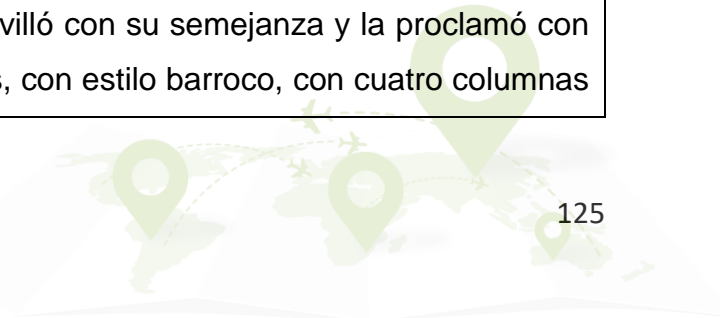 villó con su semejanza y la proclamó con
, con estilo barroco, con cuatro columnas
125